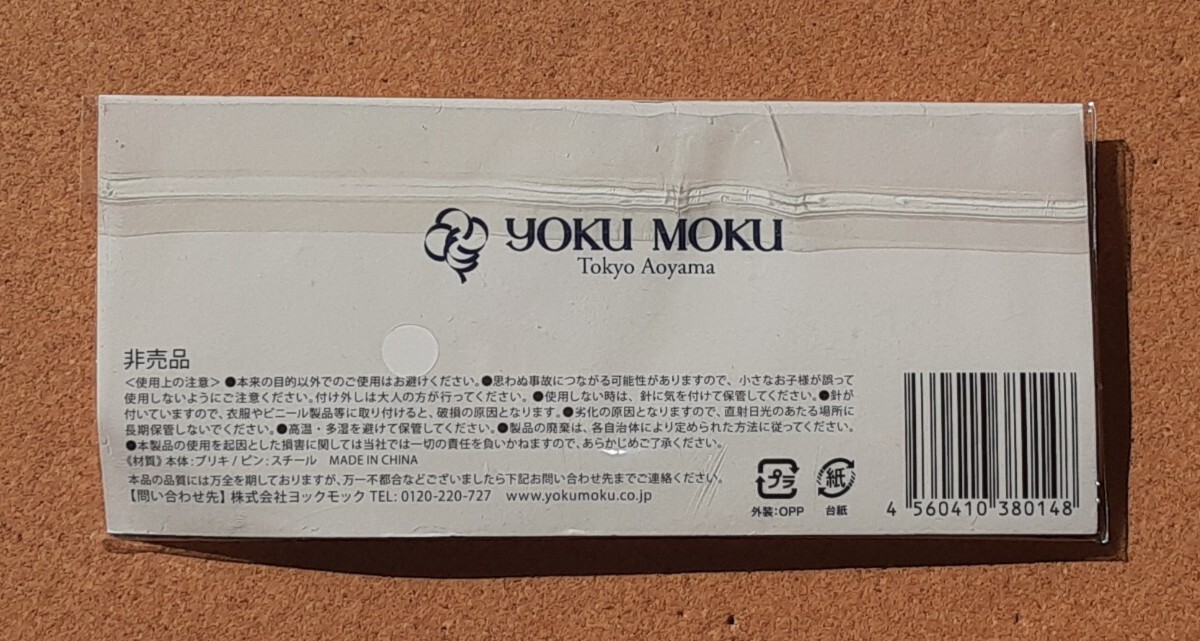 YOKU MOKU
Tokyo Aoyama
非売品
＜使用上の注意＞ ●本来の目的以外でのご使用はお避けください。●思わぬ事故につながる可能性がありますので、小さなお子様が誤って
使用しないようにご注意ください。付け外しは大人の方が行ってください。●使用しない時は、針に気を付けて保管してください。●針が
付いていますので、衣服やビニール製品等に取り付けると、破損の原因となります。●劣化の原因となりますので、直射日光のあたる場所に
長期保管しないでください。●高温・多湿を避けて保管してください。●製品の廃棄は、各自治体により定められた方法に従ってください。
●本製品の使用を起因とした損害に関しては当社では一切の責任を負いかねますので、あらかじめご了承ください。
《材質》本体：ブリキ / ピン：スチール　MADE IN CHINA
本品の品質には万全を期しておりますが、万一不都合などございましたら下記お問い合わせ先までご連絡ください。
【問い合わせ先】株式会社ヨックモック TEL: 0120-220-727　www.yokumoku.co.jp
プラ
外装：OPP
紙
台紙
4 560410 380148